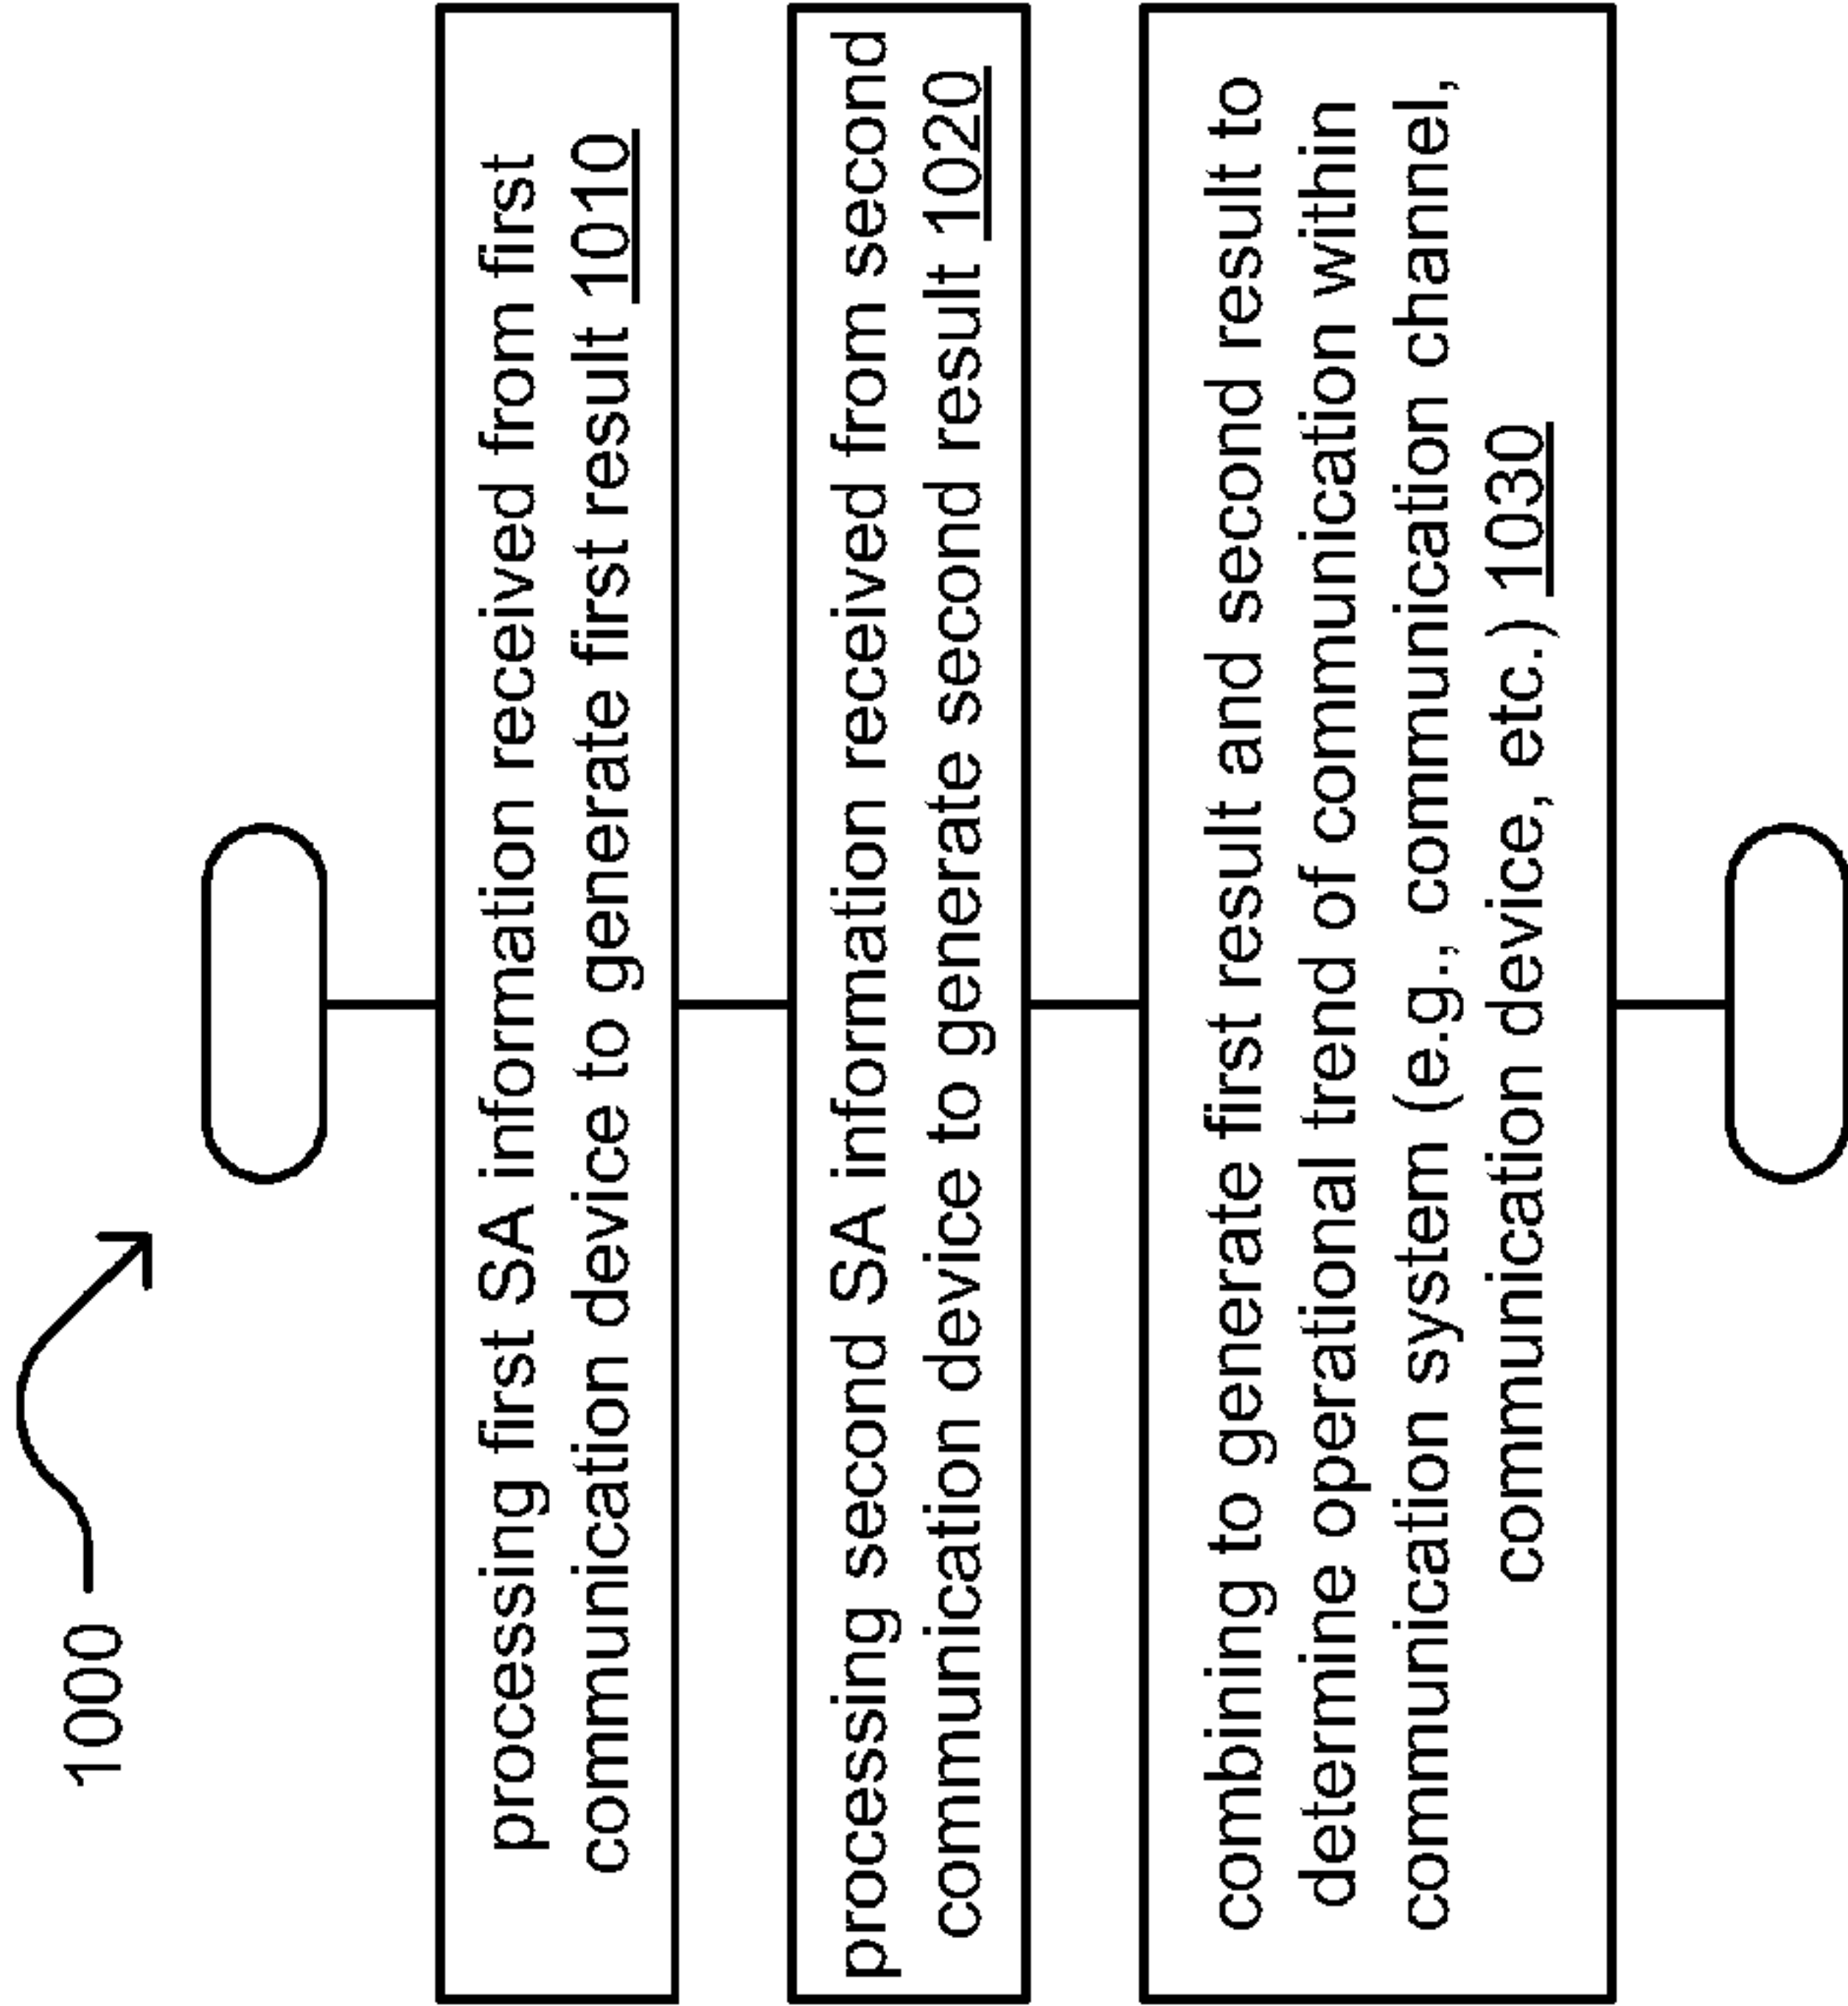 1000
processing first SA information received from first
communication device to generate first result 1010
processing second SA information received from second
communication device to generate second result 1020
combining to generate first result and second result to
determine operational trend of communication within
communication system (e.g., communication channel,
communication device, etc.) 1030